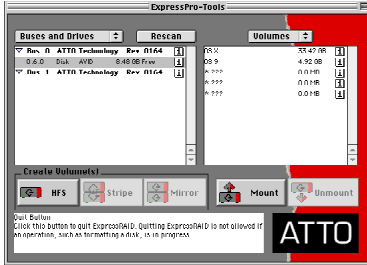 ExpressPro-Tools
Buses and Drives
Rescan
Volumes
Bus 0 ATTO Technology Rev 0164
0.6.0 Disk AVID 8.48 GB Free
Bus 1 ATTO Technology Rev 0164
OS X 33.42 GB
OS 9 4.92 GB
* ??? 0.0 MB
* ??? 0.0 MB
* ??? 0.0 MB
Create Volume(s)
HFS
Stripe
Mirror
Mount
Unmount
Quit Button
Click this button to quit ExpressRAID. Quitting ExpressRAID is not allowed if
an operation, such as formatting a disk, is in progress.
ATTO